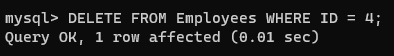 mysql> DELETE FROM Employees WHERE ID = 4;
Query OK, 1 row affected (0.01 sec)